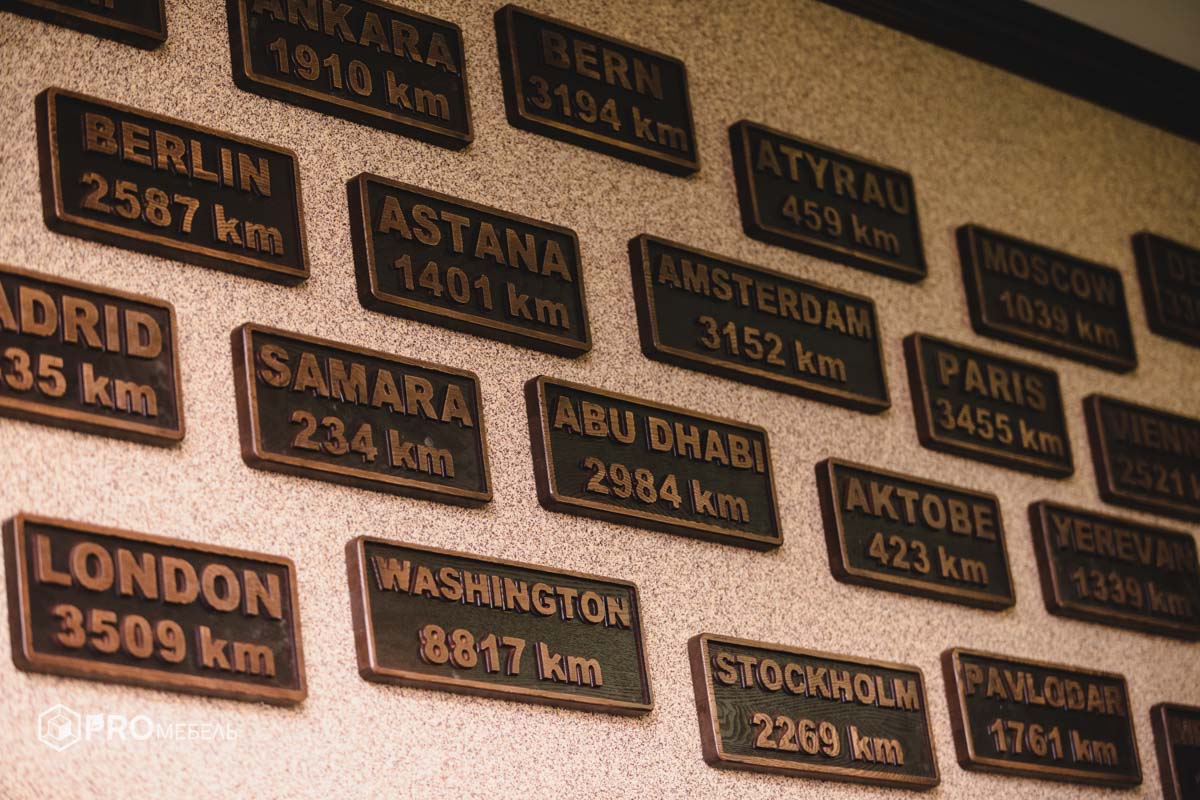 ANKARA
1910 km
BERN
3194 km
BERLIN
2587 km
ATYRAU
459 km
ASTANA
1401 km
MOSCOW
1039 km
AMSTERDAM
3152 km
ADRID
35 km
SAMARA
234 km
PARIS
3455 km
ABU DHABI
2984 km
VIENN
2521 k
AKTOBE
423 km
YEREVAN
1339 km
LONDON
3509 km
WASHINGTON
8817 km
STOCKHOLM
2269 km
PAVLODAR
1761 km
PROМЕБЕЛЬ